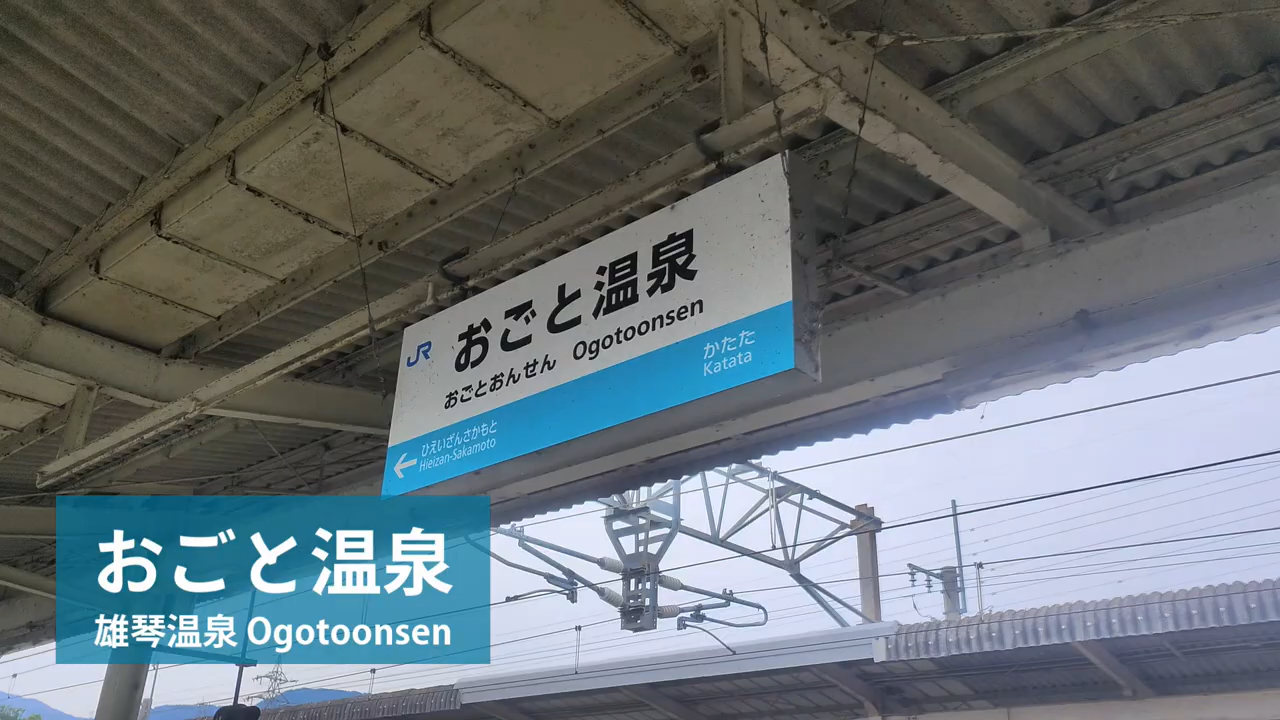 JR
おごと温泉
おごとおんせん Ogotoonsen
かたた
Katata
←
ひえいざんさかもと
Hieizan-Sakamoto
おごと温泉
雄琴温泉 Ogotoonsen